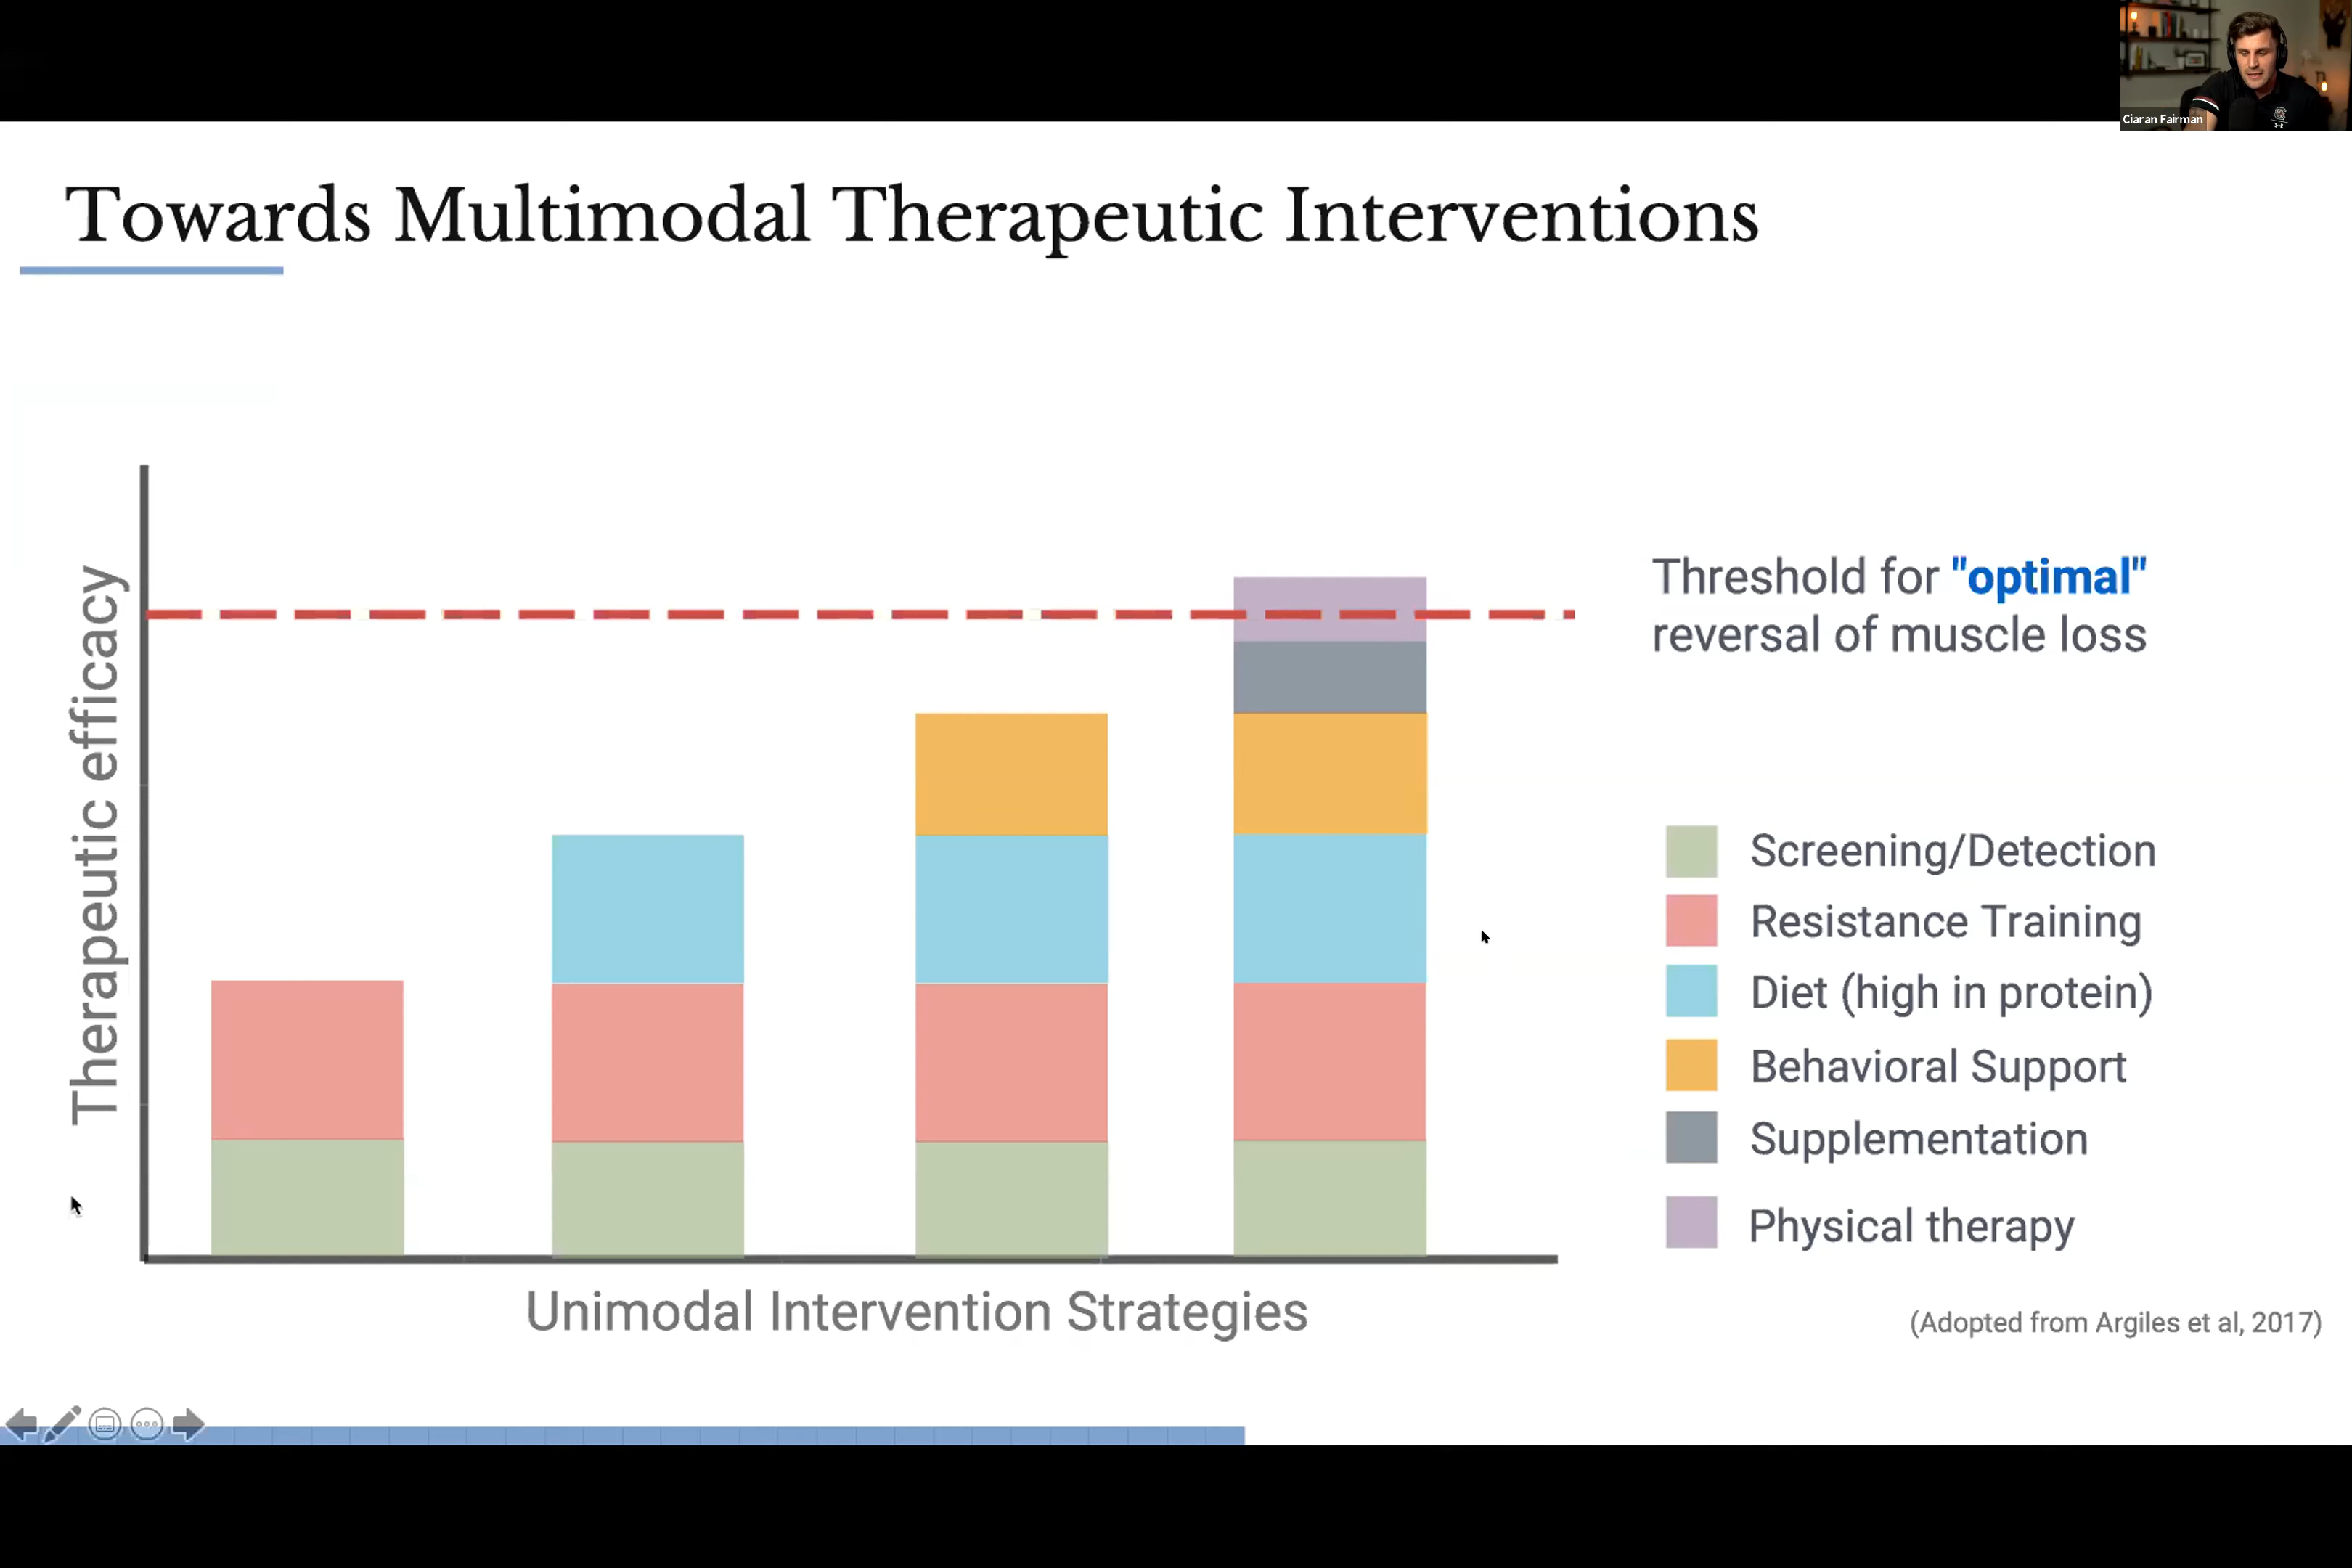 Ciaran Fairman
Towards Multimodal Therapeutic Interventions
Therapeutic efficacy
Threshold for "optimal"
reversal of muscle loss
Screening/Detection
Resistance Training
Diet (high in protein)
Behavioral Support
Supplementation
Physical therapy
Unimodal Intervention Strategies
(Adopted from Argiles et al, 2017)